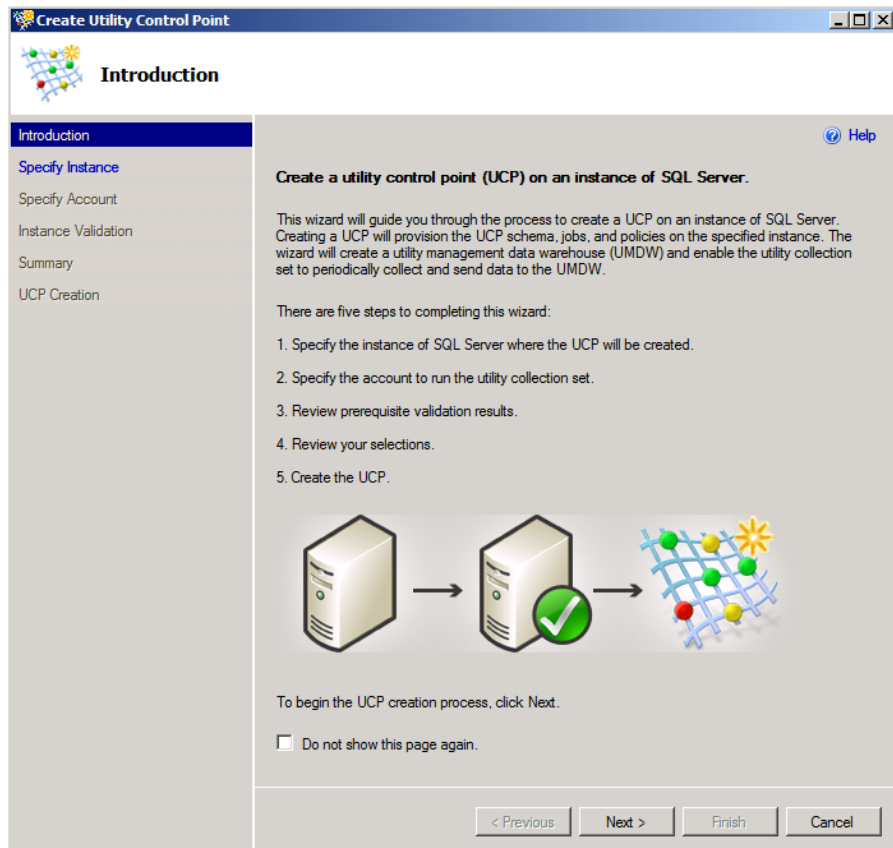 Create Utility Control Point
Introduction
Introduction
Specify Instance
Specify Account
Instance Validation
Summary
UCP Creation
Help
Create a utility control point (UCP) on an instance of SQL Server.
This wizard will guide you through the process to create a UCP on an instance of SQL Server.
Creating a UCP will provision the UCP schema, jobs, and policies on the specified instance. The
wizard will create a utility management data warehouse (UMDW) and enable the utility collection
set to periodically collect and send data to the UMDW.
There are five steps to completing this wizard:
1. Specify the instance of SQL Server where the UCP will be created.
2. Specify the account to run the utility collection set.
3. Review prerequisite validation results.
4. Review your selections.
5. Create the UCP.
To begin the UCP creation process, click Next.
Do not show this page again.
< Previous
Next >
Finish
Cancel